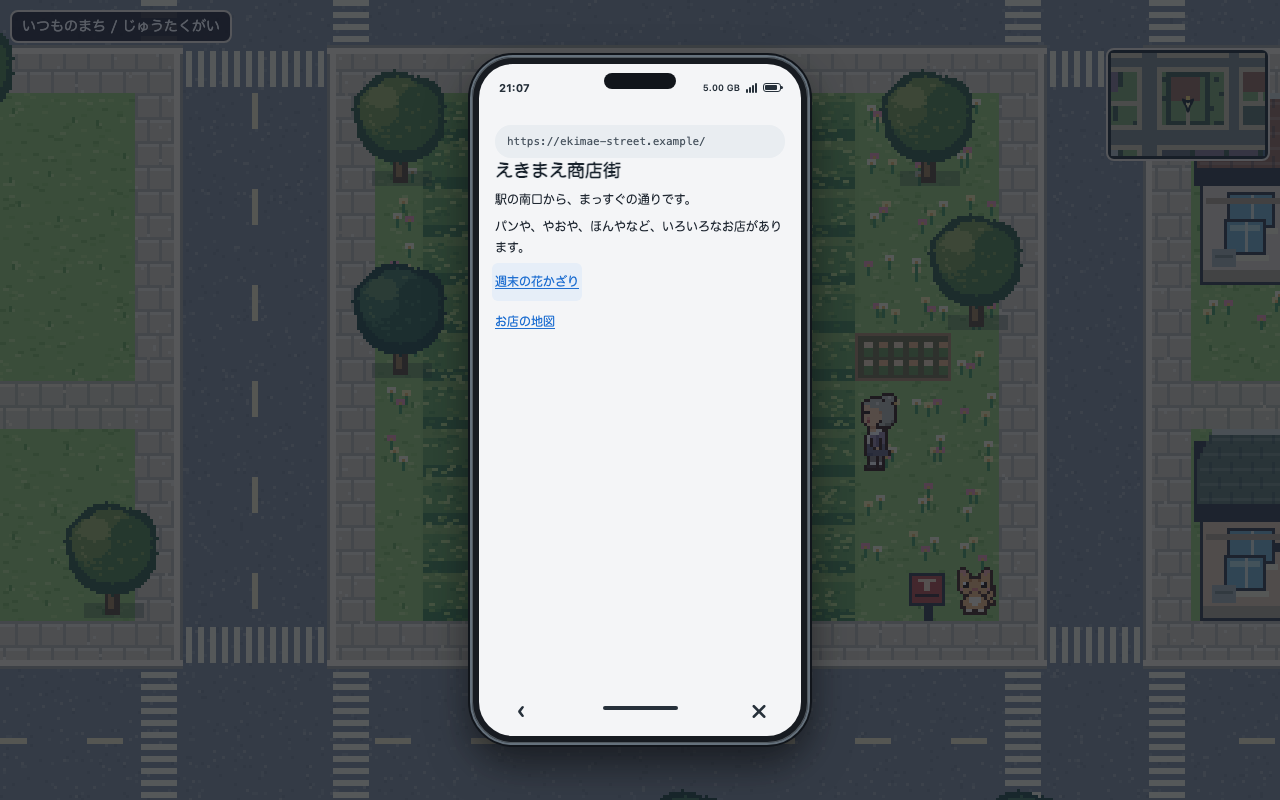 いつものまち / じゅうたくがい
21:07
5.00 GB
https://ekimae-street.example/
えきまえ商店街
駅の南口から、まっすぐの通りです。
パンや、やおや、ほんやなど、いろいろなお店があり
ます。
週末の花かざり
お店の地図